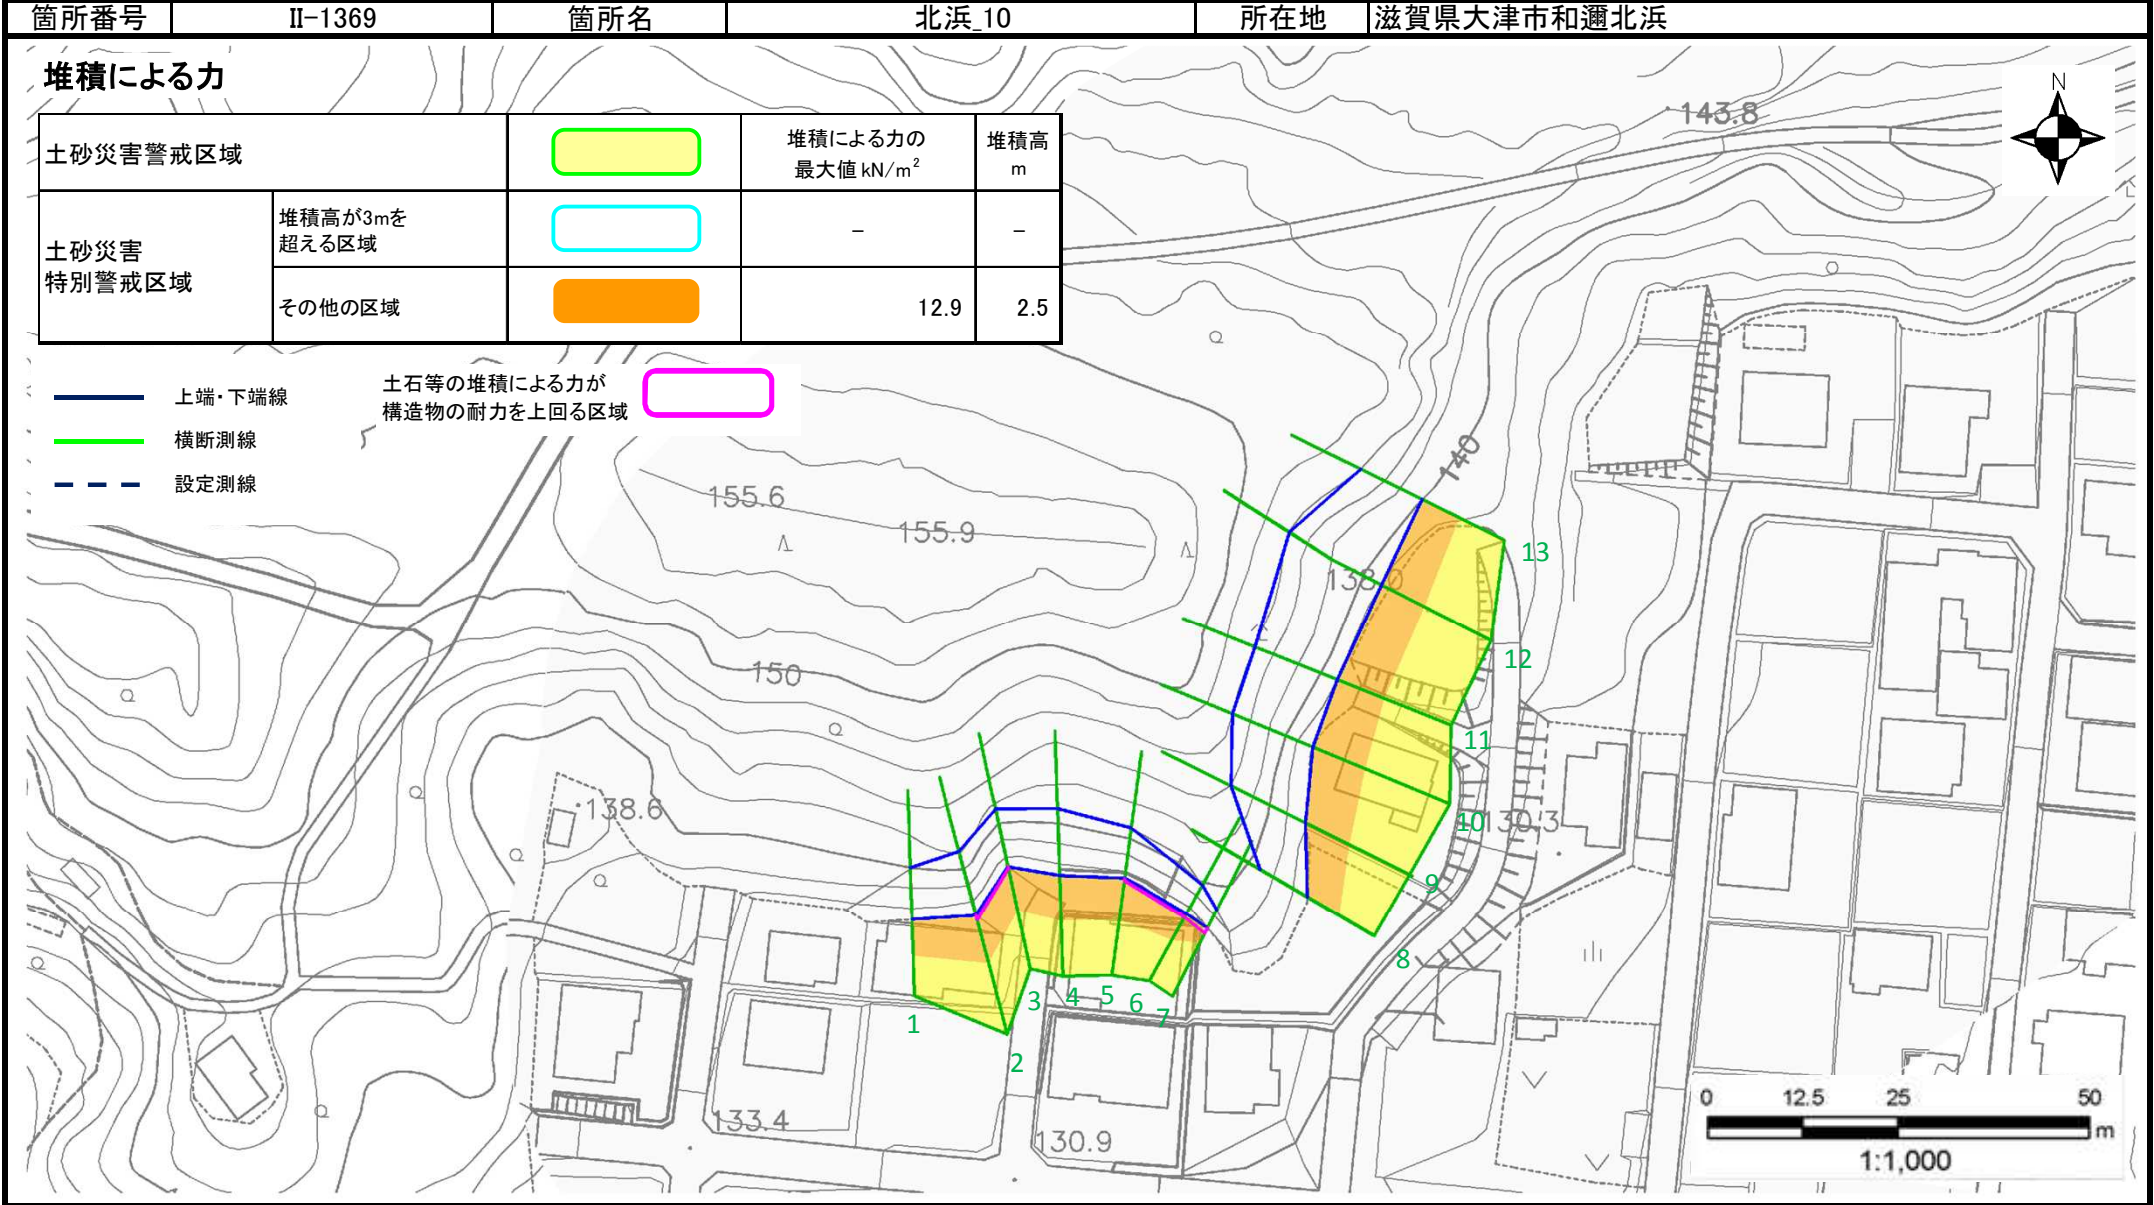 箇所番号 II-1369 箇所名 北浜_10 所在地 滋賀県大津市和邇北浜
堆積による力
土砂災害警戒区域
堆積による力の
最大値 kN/m²
堆積高
m
土砂災害
特別警戒区域
堆積高が3mを
超える区域
－ －
その他の区域
12.9 2.5
上端・下端線
横断測線
設定測線
土石等の堆積による力が
構造物の耐力を上回る区域
N
143.8
140
155.6
155.9
138.0
150
138.6
130.3
133.4
130.9
13
12
11
10
9
8
1
2
3
4
5
6
7
0 12.5 25 50
m
1:1,000